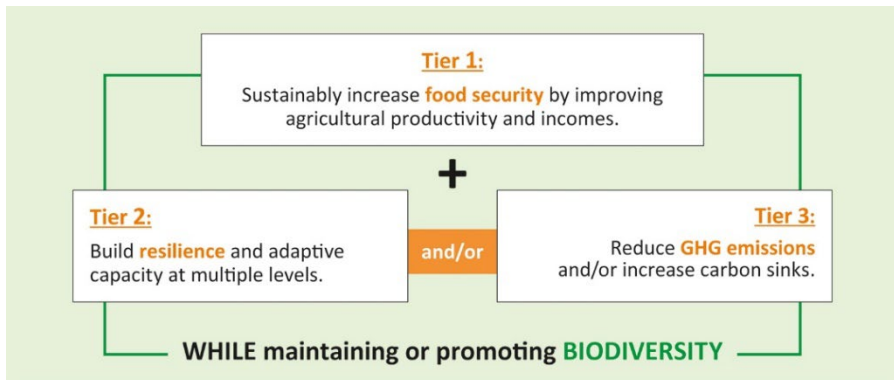 Tier 1:
Sustainably increase food security by improving
agricultural productivity and incomes.
+
Tier 2:
Build resilience and adaptive
capacity at multiple levels.
and/or
Tier 3:
Reduce GHG emissions
and/or increase carbon sinks.
WHILE maintaining or promoting BIODIVERSITY